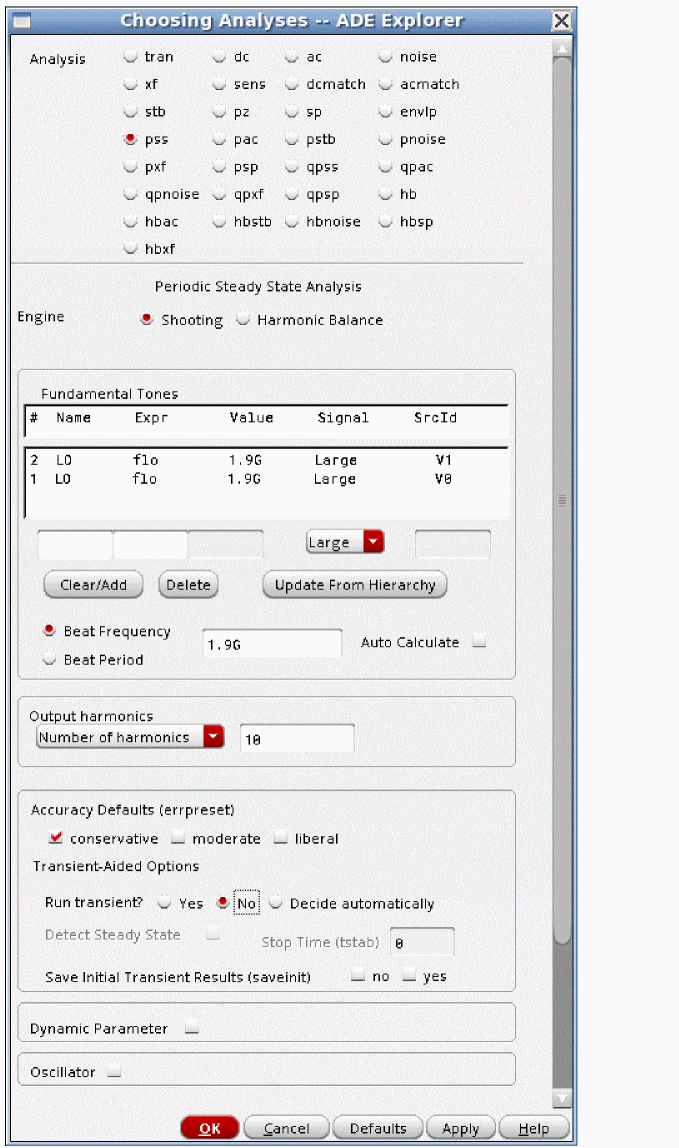 Choosing Analyses -- ADE Explorer
Analysis tran dc ac noise
xf sens dcmatch acmatch
stb pz sp envlp
pss pac pstb pnoise
pxf psp qpss qpac
qpnoise qpxf qpsp hb
hbac hbstb hbnoise hbsp
hbxf
Periodic Steady State Analysis
Engine Shooting Harmonic Balance
Fundamental Tones
# Name Expr Value Signal SrcId
2 LO flo 1.9G Large V1
1 LO flo 1.9G Large V0
Large
Clear/Add Delete Update From Hierarchy
Beat Frequency 1.9G Auto Calculate
Beat Period
Output harmonics
Number of harmonics 10
Accuracy Defaults (errpreset)
conservative moderate liberal
Transient-Aided Options
Run transient? Yes No Decide automatically
Detect Steady State Stop Time (tstab) 0
Save Initial Transient Results (saveinit) no yes
Dynamic Parameter
Oscillator
OK Cancel Defaults Apply Help